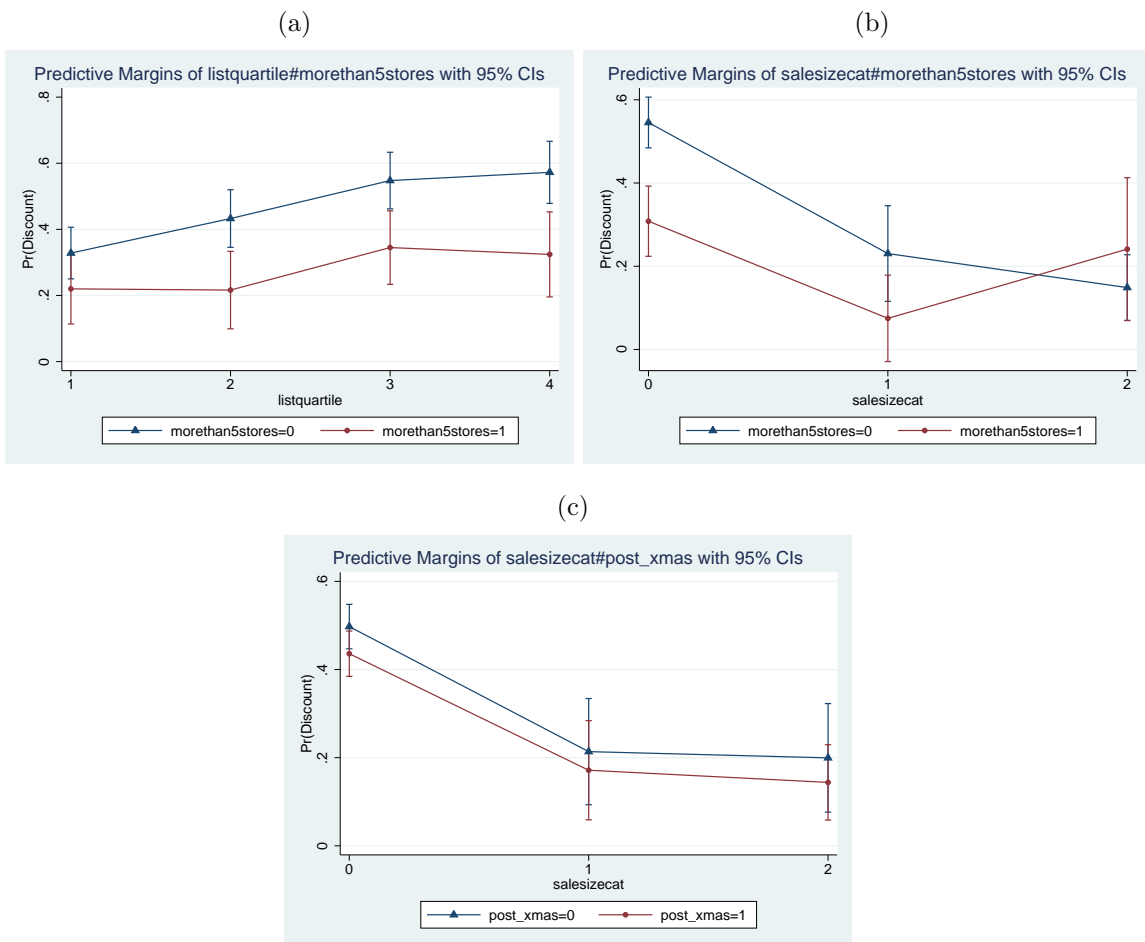 (a)
Predictive Margins of listquartile#morethan5stores with 95% CIs
Pr(Discount)
0 .2 .4 .6 .8
1 2 3 4
listquartile
morethan5stores=0 morethan5stores=1
(b)
Predictive Margins of salesizecat#morethan5stores with 95% CIs
Pr(Discount)
0 .2 .4 .6
0 1 2
salesizecat
morethan5stores=0 morethan5stores=1
(c)
Predictive Margins of salesizecat#post_xmas with 95% CIs
Pr(Discount)
0 .2 .4 .6
0 1 2
salesizecat
post_xmas=0 post_xmas=1